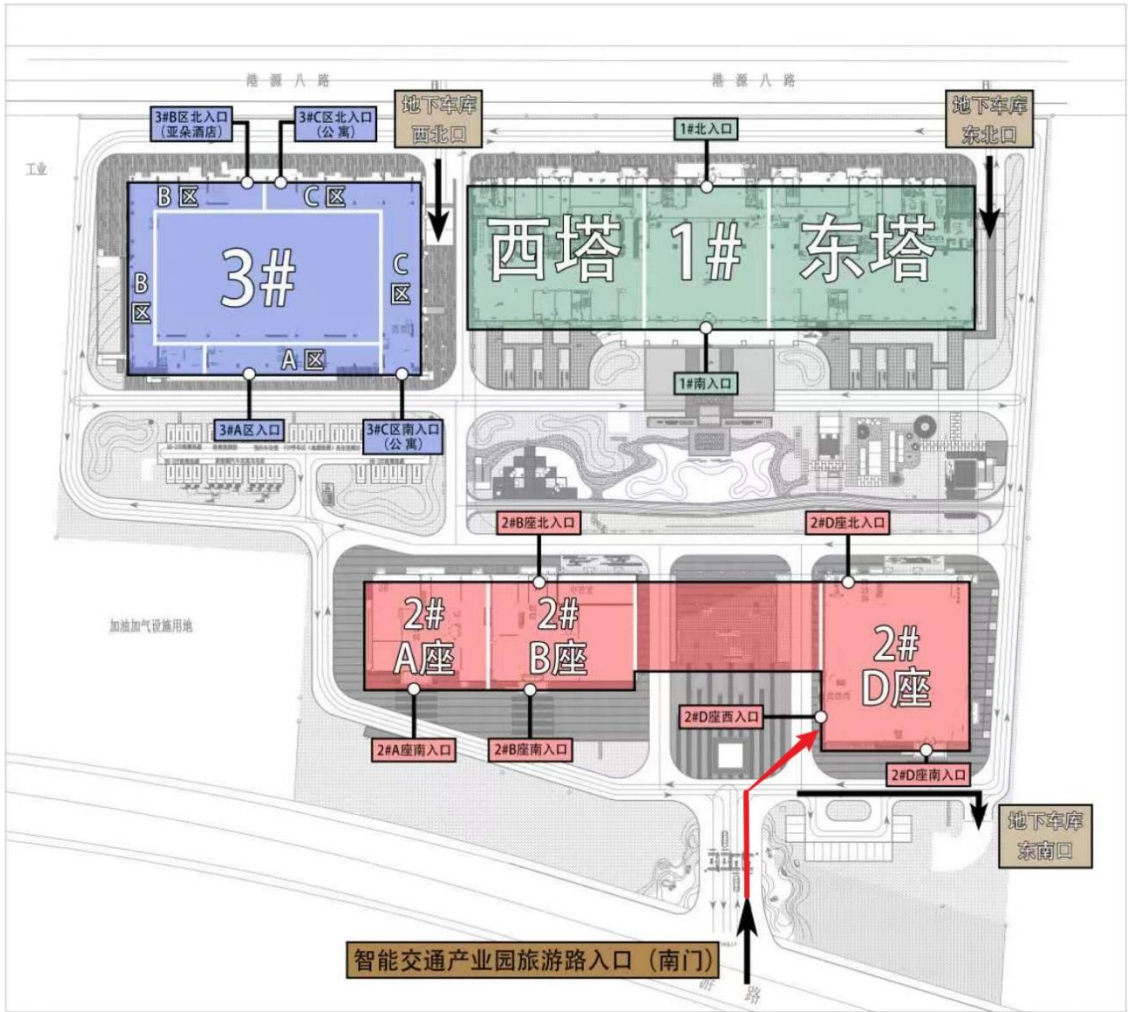 港源八路
港源八路
3#B区北入口
(亚朵酒店)
3#C区北入口
(公寓)
地下车库
西北口
1#北入口
地下车库
东北口
工业
B区
C区
西塔
1#
东塔
3#
B区
C区
A区
1#南入口
3#A区入口
3#C区南入口
(公寓)
2#B座北入口
2#D座北入口
2#
A座
2#
B座
2#
D座
加油加气设施用地
2#D座西入口
2#A座南入口
2#B座南入口
2#D座南入口
地下车库
东南口
智能交通产业园旅游路入口（南门）
游路